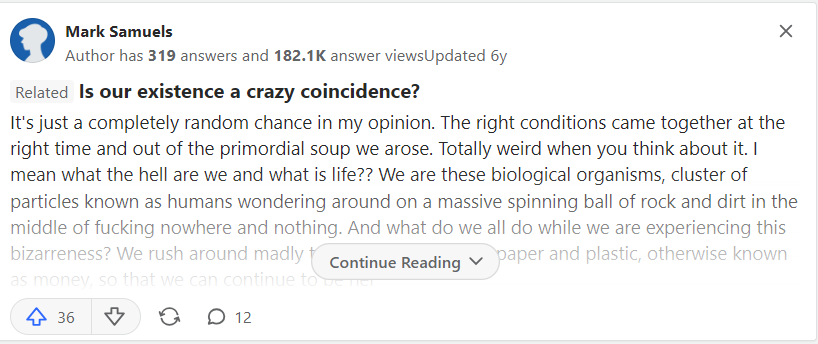 Mark Samuels
Author has 319 answers and 182.1K answer viewsUpdated 6y
Related Is our existence a crazy coincidence?
It's just a completely random chance in my opinion. The right conditions came together at the
right time and out of the primordial soup we arose. Totally weird when you think about it. I
mean what the hell are we and what is life?? We are these biological organisms, cluster of
particles known as humans wondering around on a massive spinning ball of rock and dirt in the
middle of fucking nowhere and nothing. And what do we all do while we are experiencing this
bizarreness? We rush around madly paper and plastic, otherwise known
Continue Reading
as money, so that we can continue to be
36
12